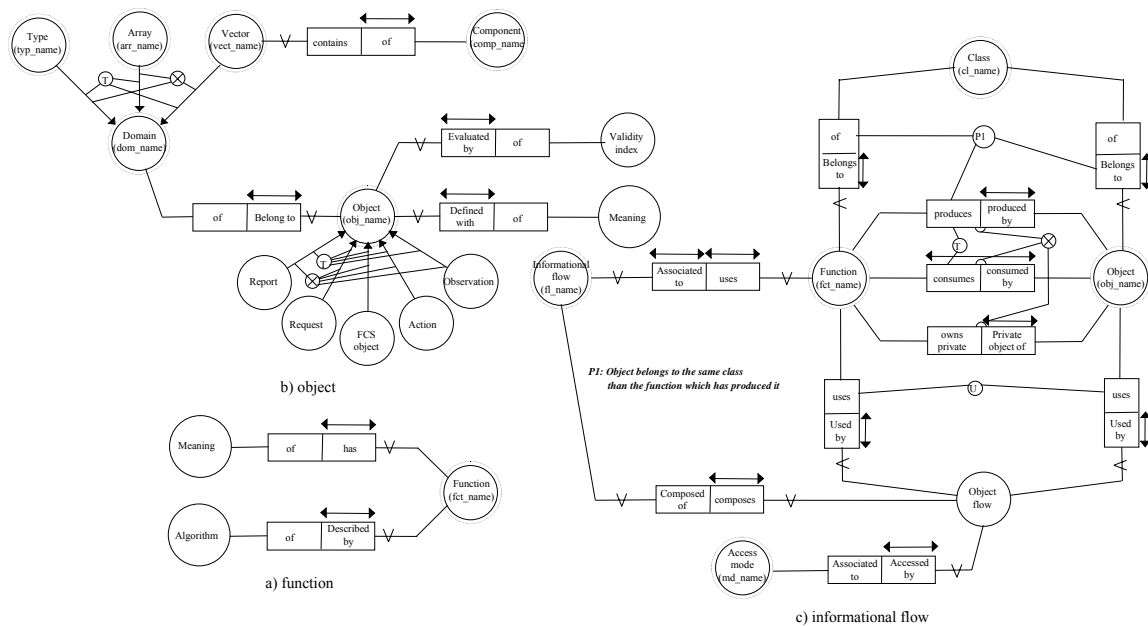 Type
(typ_name)
Array
(arr_name)
Vector
(vect_name)
contains
of
Component
(comp_name
T
Domain
(dom_name)
Evaluated
by
of
Validity
index
of
Belong to
Object
(obj_name)
Defined
with
of
Meaning
T
Report
Request
FCS
object
Action
Observation
b) object
Meaning
of
has
Function
(fct_name)
Algorithm
of
Described
by
a) function
Class
(cl_name)
of
Belongs
to
P1
of
Belongs
to
produces
produced
by
T
Informational
flow
(fl_name)
Associated
to
uses
Function
(fct_name)
consumes
consumed
by
Object
(obj_name)
owns
private
Private
object of
P1: Object belongs to the same class
than the function which has produced it
uses
Used
by
U
uses
Used
by
Composed
of
composes
Object
flow
Access
mode
(md_name)
Associated
to
Accessed
by
c) informational flow